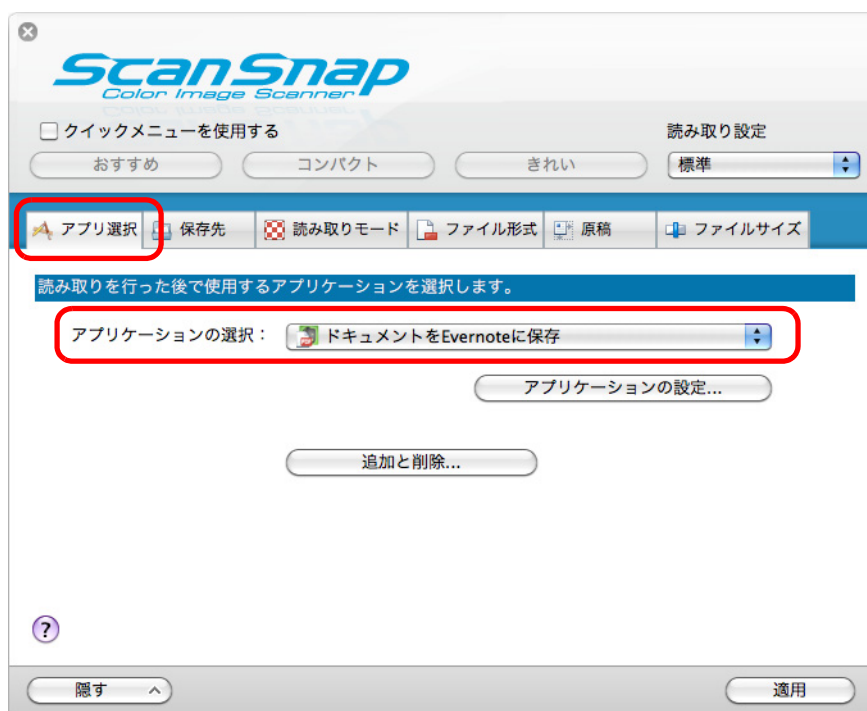 ScanSnap
Color Image Scanner
クイックメニューを使用する
読み取り設定
おすすめ
コンパクト
きれい
標準
アプリ選択
保存先
読み取りモード
ファイル形式
原稿
ファイルサイズ
読み取りを行った後で使用するアプリケーションを選択します。
アプリケーションの選択：
ドキュメントをEvernoteに保存
アプリケーションの設定...
追加と削除...
?
隠す
適用